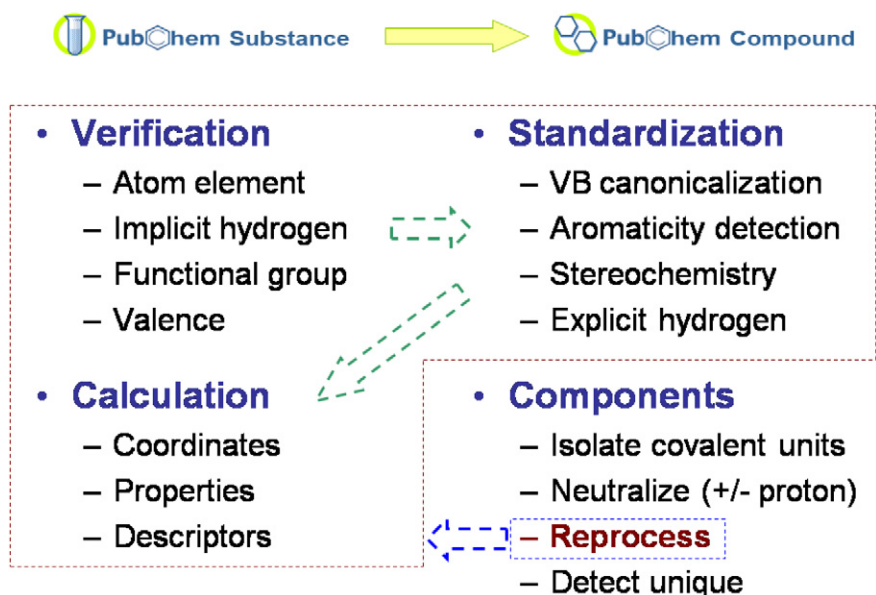 PubChem Substance PubChem Compound
• Verification
– Atom element
– Implicit hydrogen
– Functional group
– Valence
• Standardization
– VB canonicalization
– Aromaticity detection
– Stereochemistry
– Explicit hydrogen
• Calculation
– Coordinates
– Properties
– Descriptors
• Components
– Isolate covalent units
– Neutralize (+/- proton)
– Reprocess
– Detect unique